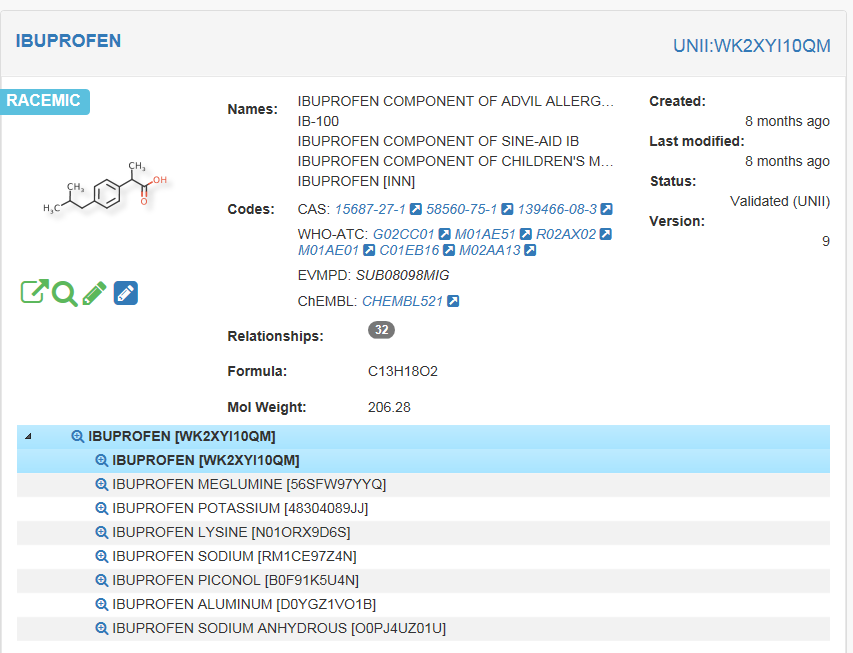 IBUPROFEN
UNII:WK2XYI10QM
RACEMIC
CH₃
CH₃
OH
H₃C
O
Names:
IBUPROFEN COMPONENT OF ADVIL ALLERG...
IB-100
IBUPROFEN COMPONENT OF SINE-AID IB
IBUPROFEN COMPONENT OF CHILDREN'S M...
IBUPROFEN [INN]
Codes:
CAS: 15687-27-1 58560-75-1 139466-08-3
WHO-ATC: G02CC01 M01AE51 R02AX02
M01AE01 C01EB16 M02AA13
EVMPD: SUB08098MIG
ChEMBL: CHEMBL521
Relationships:
32
Formula:
C13H18O2
Mol Weight:
206.28
Created:
8 months ago
Last modified:
8 months ago
Status:
Validated (UNII)
Version:
9
IBUPROFEN [WK2XYI10QM]
IBUPROFEN [WK2XYI10QM]
IBUPROFEN MEGLUMINE [56SFW97YYQ]
IBUPROFEN POTASSIUM [48304089JJ]
IBUPROFEN LYSINE [N01ORX9D6S]
IBUPROFEN SODIUM [RM1CE97Z4N]
IBUPROFEN PICONOL [B0F91K5U4N]
IBUPROFEN ALUMINUM [D0YGZ1VO1B]
IBUPROFEN SODIUM ANHYDROUS [O0PJ4UZ01U]